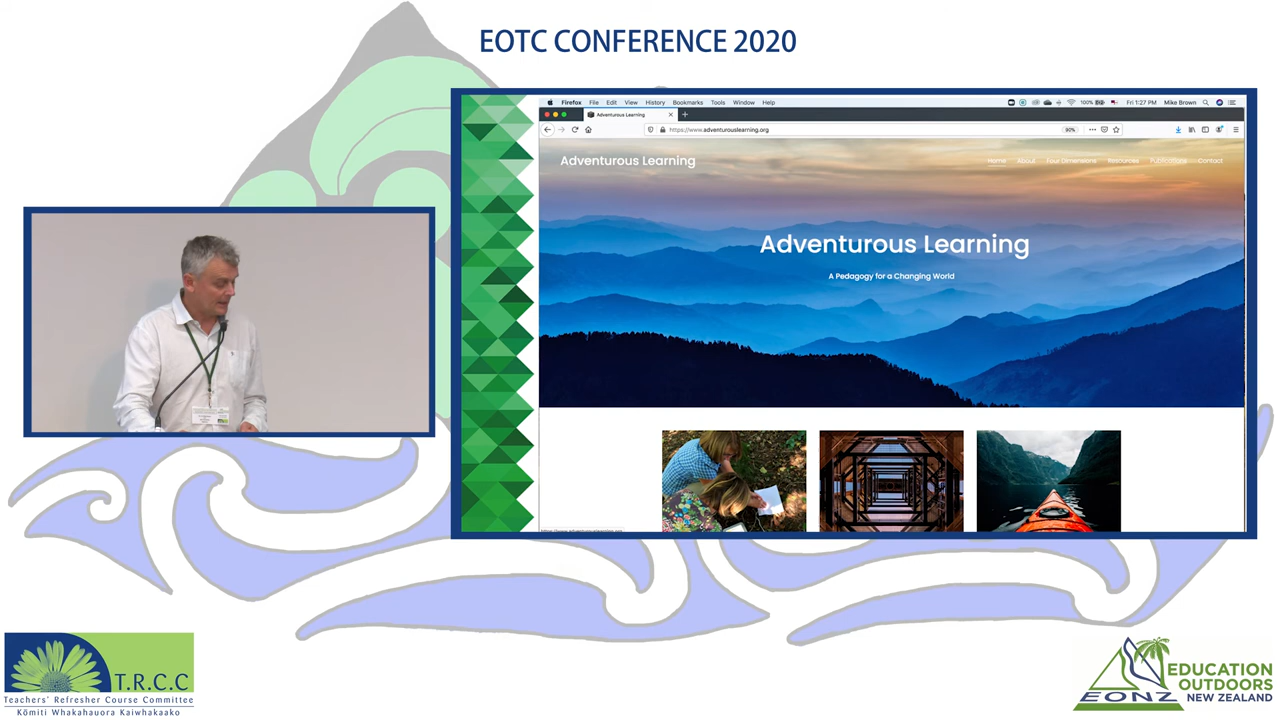 EOTC CONFERENCE 2020
Firefox File Edit View History Bookmarks Tools Window Help
100%
Fri 1:27 PM Mike Brown
Adventurous Learning
https://www.adventurouslearning.org
90%
Adventurous Learning
Home About Four Dimensions Resources Publications Contact
Adventurous Learning
A Pedagogy for a Changing World
T.R.C.C
Teachers' Refresher Course Committee
Kōmiti Whakahauora Kaiwhakaako
EONZ
EDUCATION
OUTDOORS
NEW ZEALAND